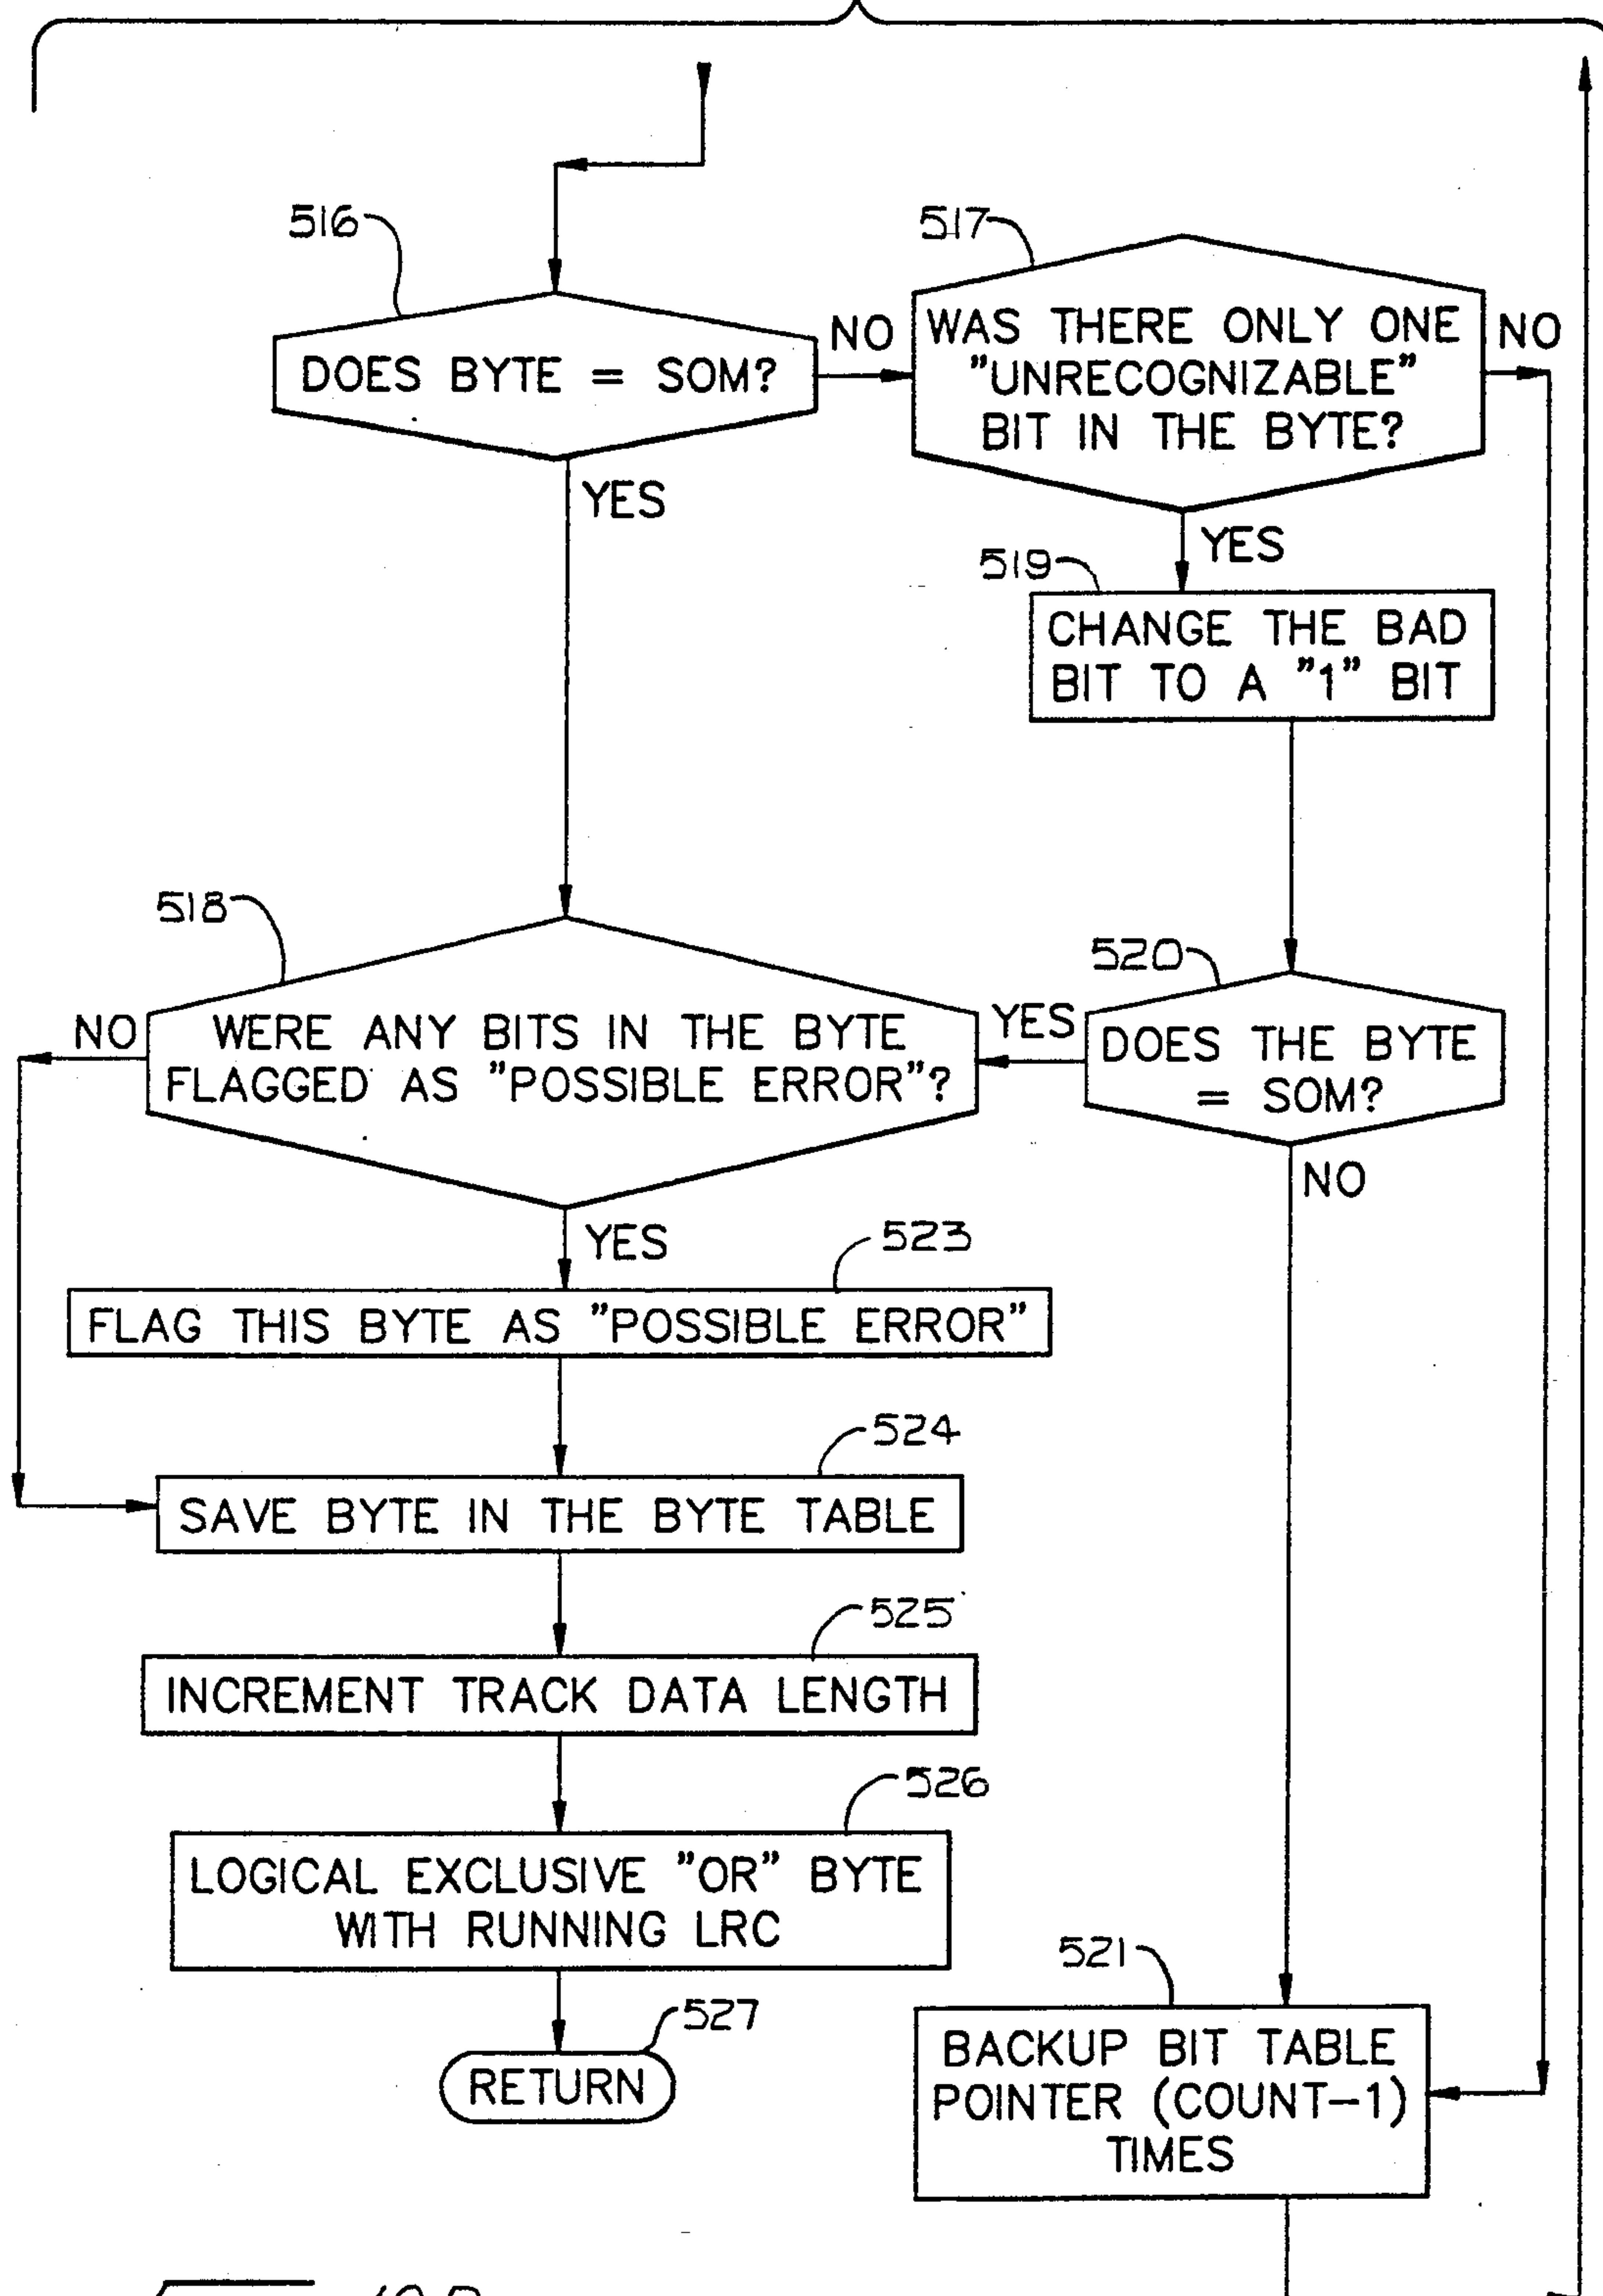 516
DOES BYTE = SOM?
NO
YES
517
WAS THERE ONLY ONE
"UNRECOGNIZABLE"
BIT IN THE BYTE?
NO
YES
519
CHANGE THE BAD
BIT TO A "1" BIT
518
WERE ANY BITS IN THE BYTE
FLAGGED AS "POSSIBLE ERROR"?
NO
YES
520
DOES THE BYTE
= SOM?
YES
NO
523
FLAG THIS BYTE AS "POSSIBLE ERROR"
524
SAVE BYTE IN THE BYTE TABLE
525
INCREMENT TRACK DATA LENGTH
526
LOGICAL EXCLUSIVE "OR" BYTE
WITH RUNNING LRC
527
RETURN
521
BACKUP BIT TABLE
POINTER (COUNT-1)
TIMES